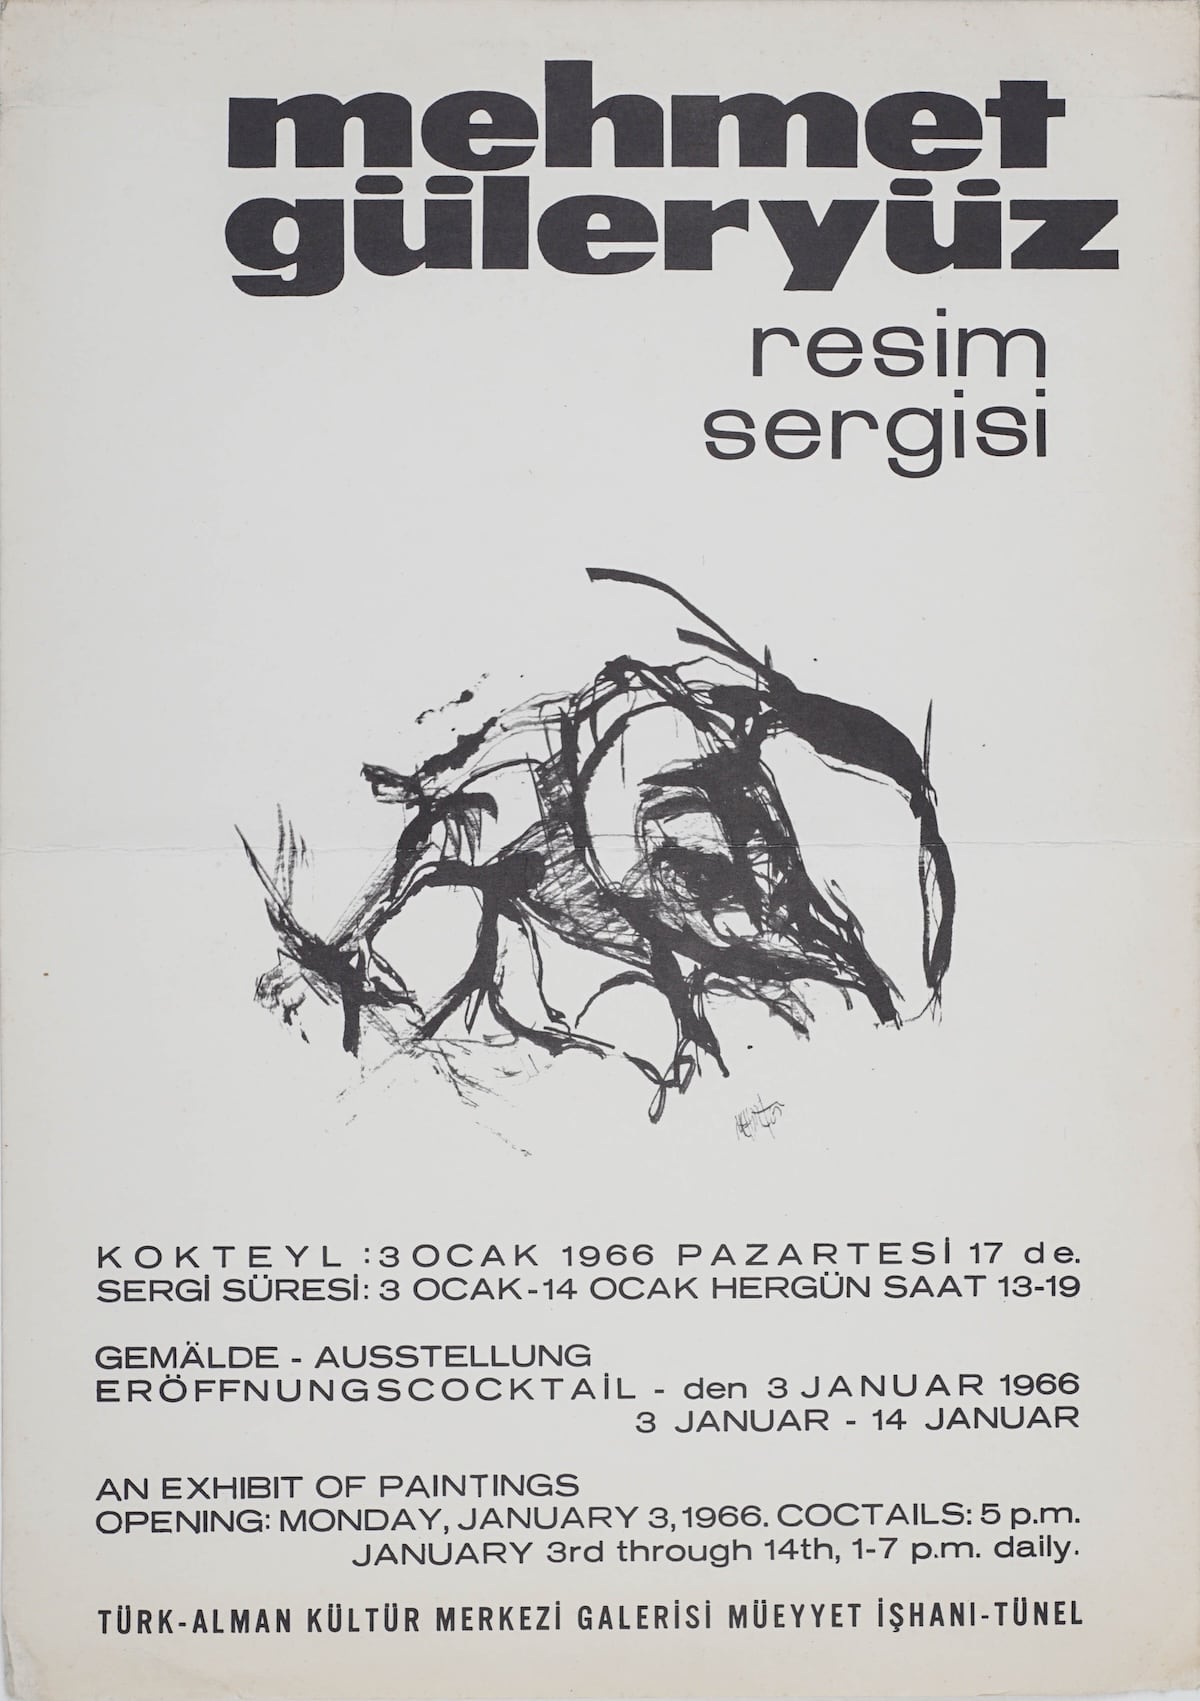 mehmet
güleryüz
resim
sergisi
KOKTEYL : 3 OCAK 1966 PAZARTESİ 17 de.
SERGİ SÜRESİ: 3 OCAK-14 OCAK HERGÜN SAAT 13-19
GEMÄLDE - AUSSTELLUNG
ERÖFFNUNGSCOCKTAİL - den 3 JANUAR 1966
3 JANUAR - 14 JANUAR
AN EXHIBIT OF PAINTINGS
OPENING: MONDAY, JANUARY 3, 1966. COCTAILS: 5 p.m.
JANUARY 3rd through 14th, 1-7 p.m. daily.
TÜRK-ALMAN KÜLTÜR MERKEZİ GALERİSİ MÜEYYET İŞHANI-TÜNEL